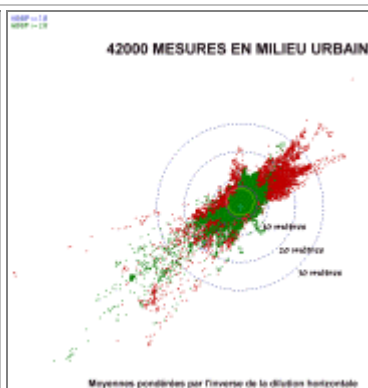 42000 MESURES EN MILIEU URBAIN
10 mètres
20 mètres
30 mètres
Moyennes pondérées par l'inverse de la dilution horizontale